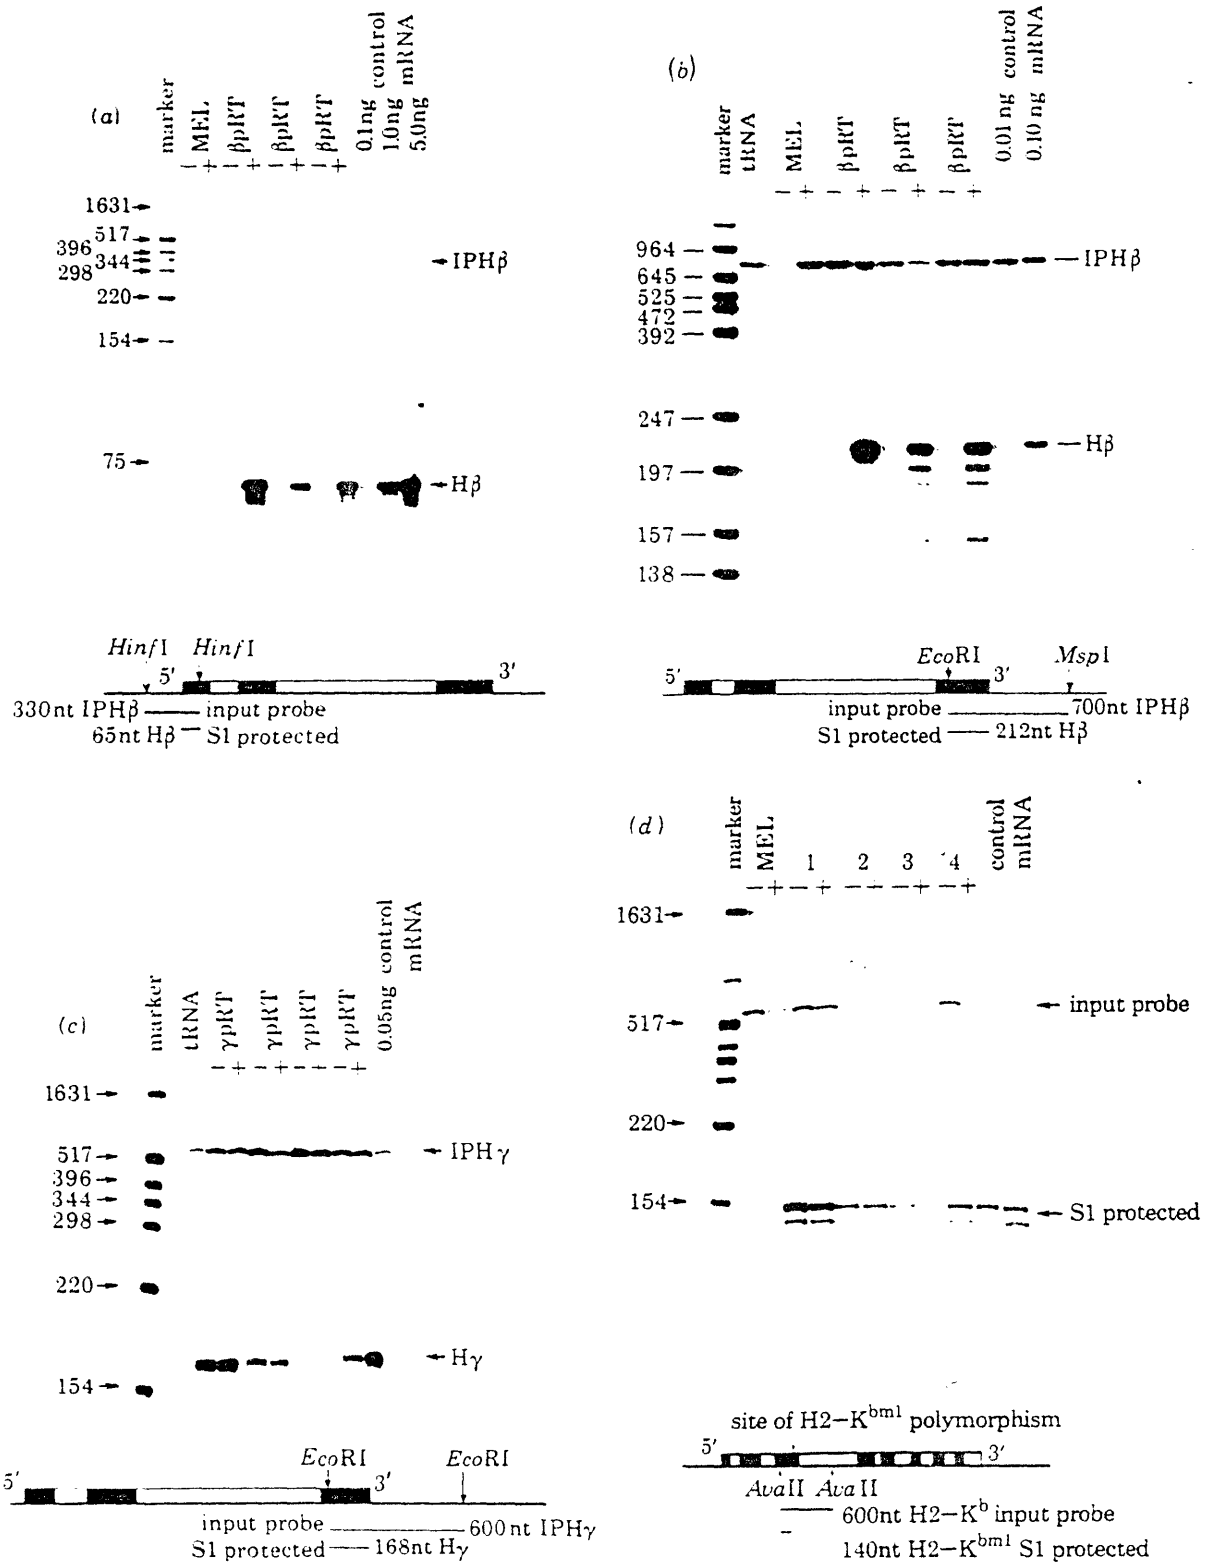 (a)
marker
MEL
βpRT
βpRT
βpRT
0.1ng control
1.0ng mRNA
5.0ng
− + − + − + − +
1631
517
396
344
298
220
154
75
IPHβ
Hβ
HinfI HinfI
5′ 3′
330nt IPHβ input probe
65nt Hβ S1 protected
(b)
marker
tRNA
MEL
βpRT
βpRT
βpRT
0.01 ng control
0.10 ng mRNA
− + − + − + − +
964
645
525
472
392
247
197
157
138
IPHβ
Hβ
EcoRI MspI
5′ 3′
input probe 700nt IPHβ
S1 protected 212nt Hβ
(c)
marker
tRNA
γpRT
γpRT
γpRT
γpRT
0.05ng control
mRNA
− + − + − + − +
1631
517
396
344
298
220
154
IPHγ
Hγ
EcoRI EcoRI
5′ 3′
input probe 600nt IPHγ
S1 protected 168nt Hγ
(d)
marker
MEL
1 2 3 4
control
mRNA
− + − + − + − + − +
1631
517
220
154
input probe
S1 protected
site of H2−K^bm1 polymorphism
5′ 3′
AvaII AvaII
600nt H2−K^b input probe
140nt H2−K^bm1 S1 protected